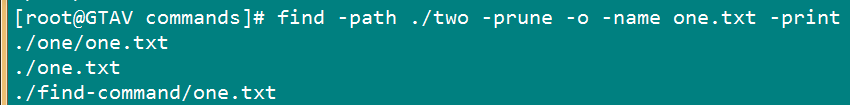 [root@GTAV commands]# find -path ./two -prune -o -name one.txt -print
./one/one.txt
./one.txt
./find-command/one.txt